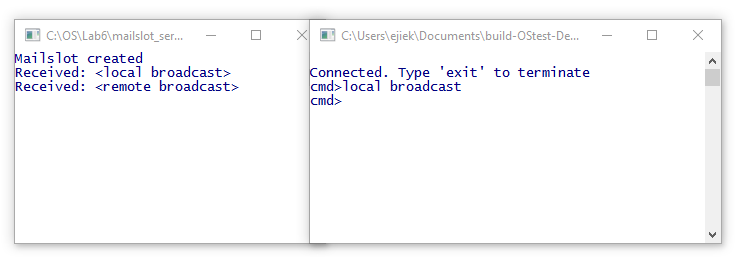 C:\OS\Lab6\mailslot_ser...
Mailslot created
Received: <local broadcast>
Received: <remote broadcast>
C:\Users\ejiek\Documents\build-OStest-De...
Connected. Type 'exit' to terminate
cmd>local broadcast
cmd>